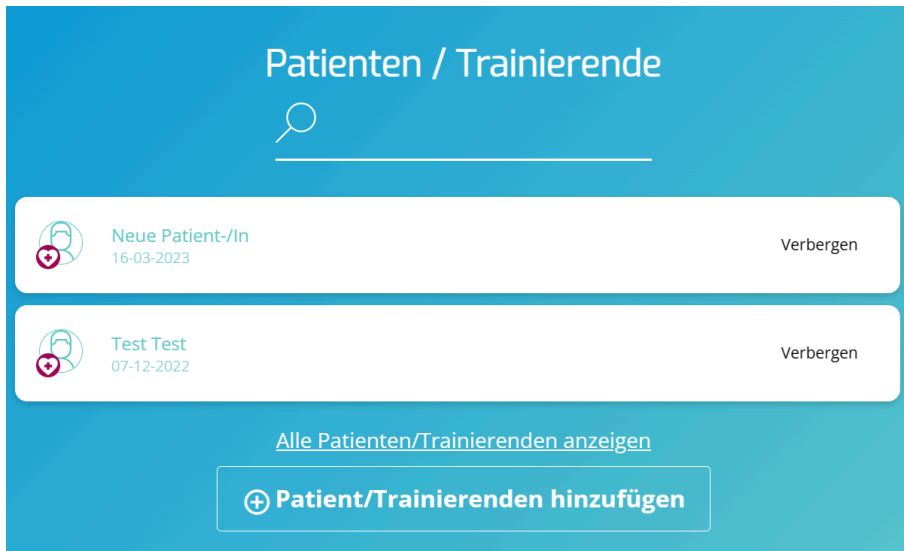 Patienten / Trainierende
Neue Patient-/In
16-03-2023
Verbergen
Test Test
07-12-2022
Verbergen
Alle Patienten/Trainierenden anzeigen
Patient/Trainierenden hinzufügen